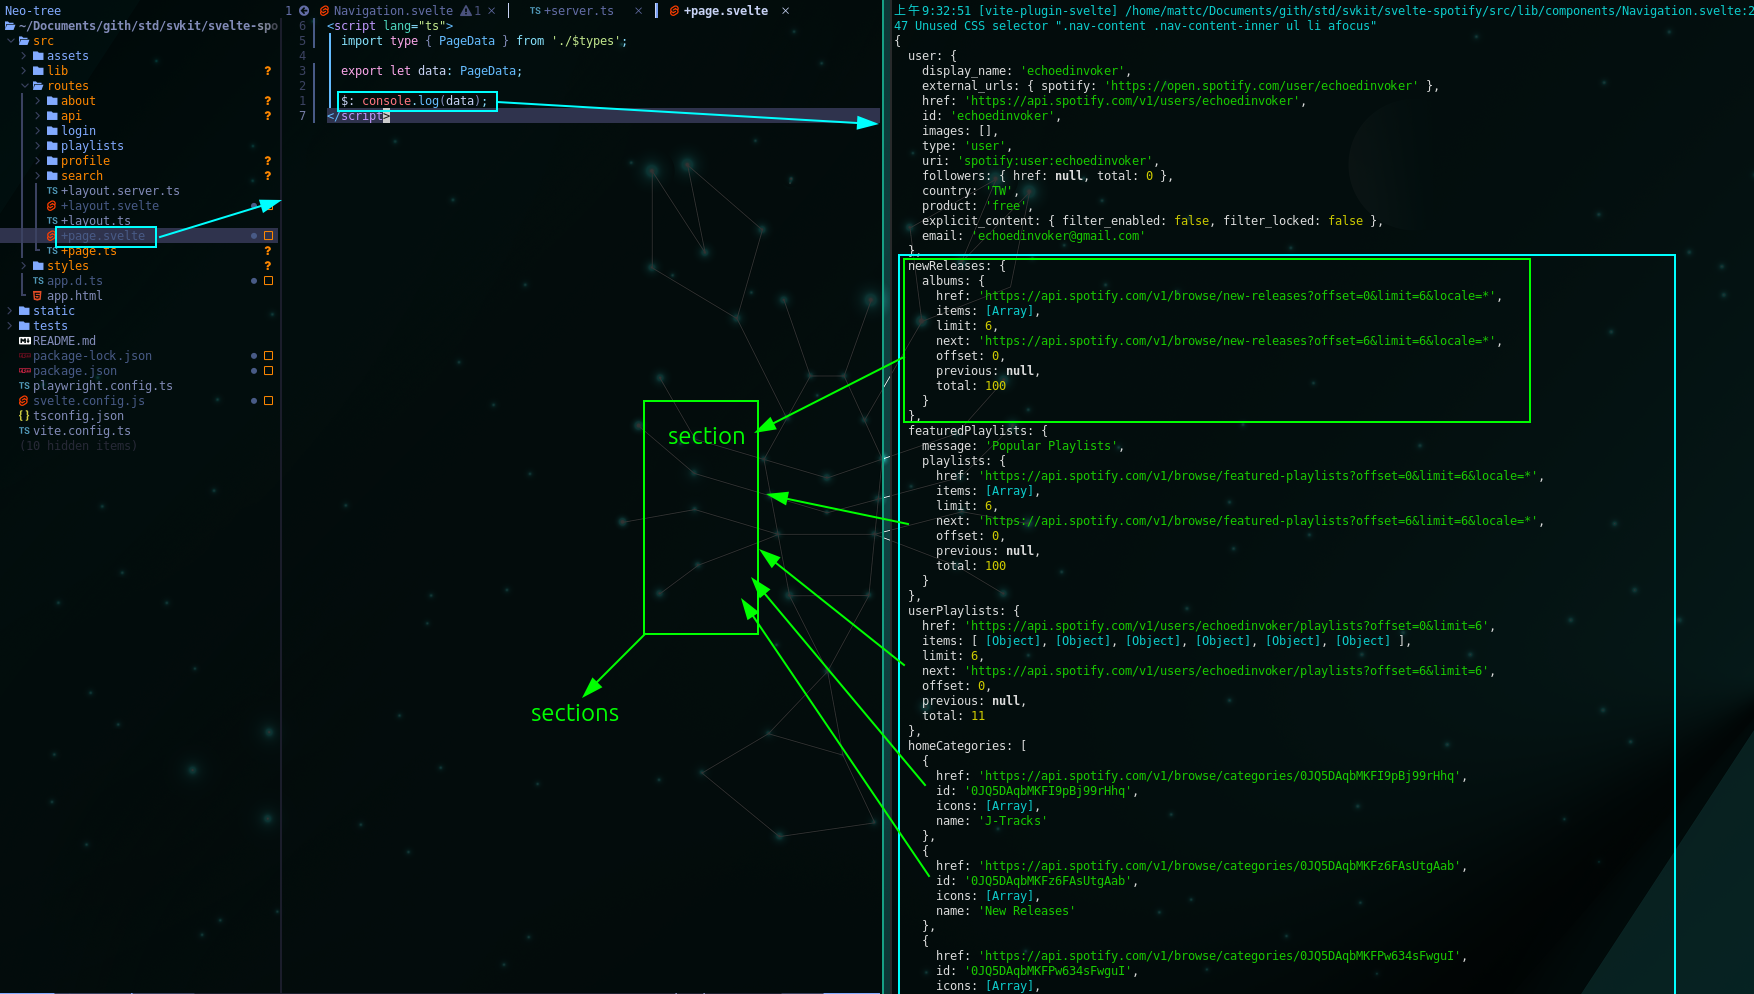 Neo-tree
~/Documents/gith/std/svkit/svelte-spo
src
assets
lib ?
routes
about ?
api ?
login
playlists
profile ?
search ?
TS +layout.server.ts
+layout.svelte
TS +layout.ts
+page.svelte
TS +page.ts ?
styles ?
TS app.d.ts
app.html
static
tests
README.md
package-lock.json
package.json
TS playwright.config.ts
svelte.config.js
{} tsconfig.json
TS vite.config.ts
(10 hidden items)
1 Navigation.svelte 1 × TS +server.ts × +page.svelte ×
6 <script lang="ts">
5 import type { PageData } from './$types';
4
3 export let data: PageData;
2
1 $: console.log(data);
7 </script>
section
sections
上午9:32:51 [vite-plugin-svelte] /home/mattc/Documents/gith/std/svkit/svelte-spotify/src/lib/components/Navigation.svelte:2
47 Unused CSS selector ".nav-content .nav-content-inner ul li afocus"
{
user: {
display_name: 'echoedinvoker',
external_urls: { spotify: 'https://open.spotify.com/user/echoedinvoker' },
href: 'https://api.spotify.com/v1/users/echoedinvoker',
id: 'echoedinvoker',
images: [],
type: 'user',
uri: 'spotify:user:echoedinvoker',
followers: { href: null, total: 0 },
country: 'TW',
product: 'free',
explicit_content: { filter_enabled: false, filter_locked: false },
email: 'echoedinvoker@gmail.com'
},
newReleases: {
albums: {
href: 'https://api.spotify.com/v1/browse/new-releases?offset=0&limit=6&locale=*',
items: [Array],
limit: 6,
next: 'https://api.spotify.com/v1/browse/new-releases?offset=6&limit=6&locale=*',
offset: 0,
previous: null,
total: 100
}
},
featuredPlaylists: {
message: 'Popular Playlists',
playlists: {
href: 'https://api.spotify.com/v1/browse/featured-playlists?offset=0&limit=6&locale=*',
items: [Array],
limit: 6,
next: 'https://api.spotify.com/v1/browse/featured-playlists?offset=6&limit=6&locale=*',
offset: 0,
previous: null,
total: 100
}
},
userPlaylists: {
href: 'https://api.spotify.com/v1/users/echoedinvoker/playlists?offset=0&limit=6',
items: [ [Object], [Object], [Object], [Object], [Object], [Object] ],
limit: 6,
next: 'https://api.spotify.com/v1/users/echoedinvoker/playlists?offset=6&limit=6',
offset: 0,
previous: null,
total: 11
},
homeCategories: [
{
href: 'https://api.spotify.com/v1/browse/categories/0JQ5DAqbMKFI9pBj99rHhq',
id: '0JQ5DAqbMKFI9pBj99rHhq',
icons: [Array],
name: 'J-Tracks'
},
{
href: 'https://api.spotify.com/v1/browse/categories/0JQ5DAqbMKFz6FAsUtgAab',
id: '0JQ5DAqbMKFz6FAsUtgAab',
icons: [Array],
name: 'New Releases'
},
{
href: 'https://api.spotify.com/v1/browse/categories/0JQ5DAqbMKFPw634sFwguI',
id: '0JQ5DAqbMKFPw634sFwguI',
icons: [Array],